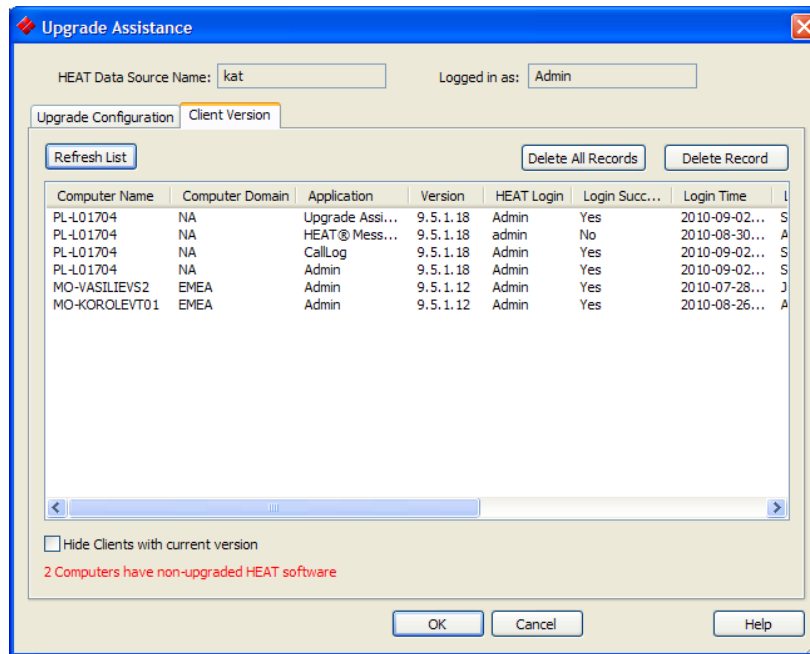 Upgrade Assistance
HEAT Data Source Name: kat Logged in as: Admin
Upgrade Configuration Client Version
Refresh List Delete All Records Delete Record
Computer Name Computer Domain Application Version HEAT Login Login Succ... Login Time L
PL-L01704 NA Upgrade Assi... 9.5.1.18 Admin Yes 2010-09-02... S
PL-L01704 NA HEAT® Mess... 9.5.1.18 admin No 2010-08-30... A
PL-L01704 NA CallLog 9.5.1.18 Admin Yes 2010-09-02... S
PL-L01704 NA Admin 9.5.1.18 Admin Yes 2010-09-02... S
MO-VASILIEVS2 EMEA Admin 9.5.1.12 Admin Yes 2010-07-28... J
MO-KOROLEVT01 EMEA Admin 9.5.1.12 Admin Yes 2010-08-26... A
Hide Clients with current version
2 Computers have non-upgraded HEAT software
OK Cancel Help